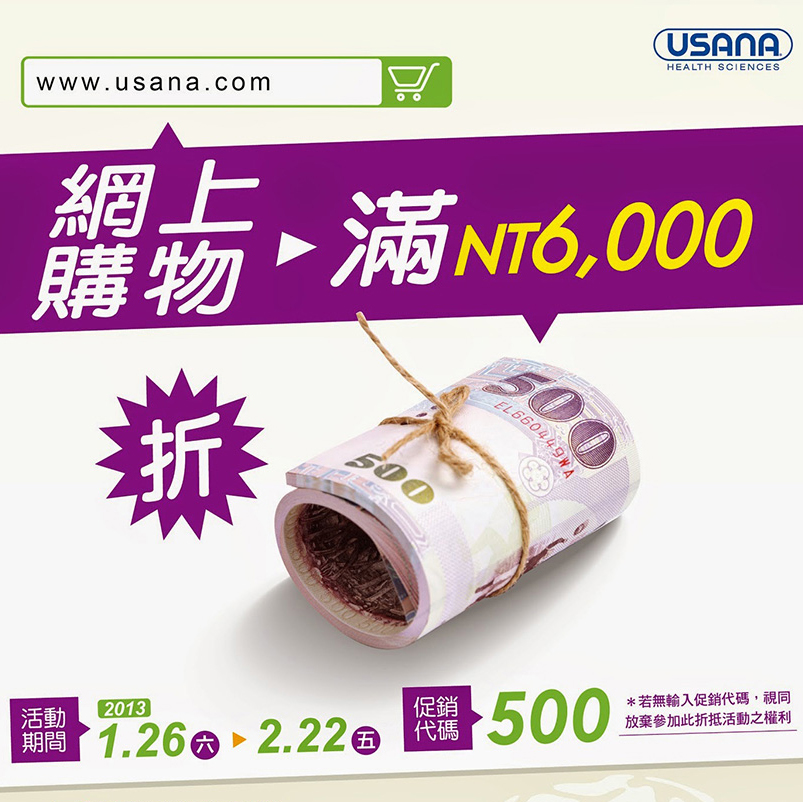 USANA
HEALTH SCIENCES
www.usana.com
網上
購物
滿NT6,000
折
500
EL660449WA
500
活動
期間
2013
1.26六
2.22五
促銷
代碼
500
＊若無輸入促銷代碼，視同
放棄參加此折抵活動之權利